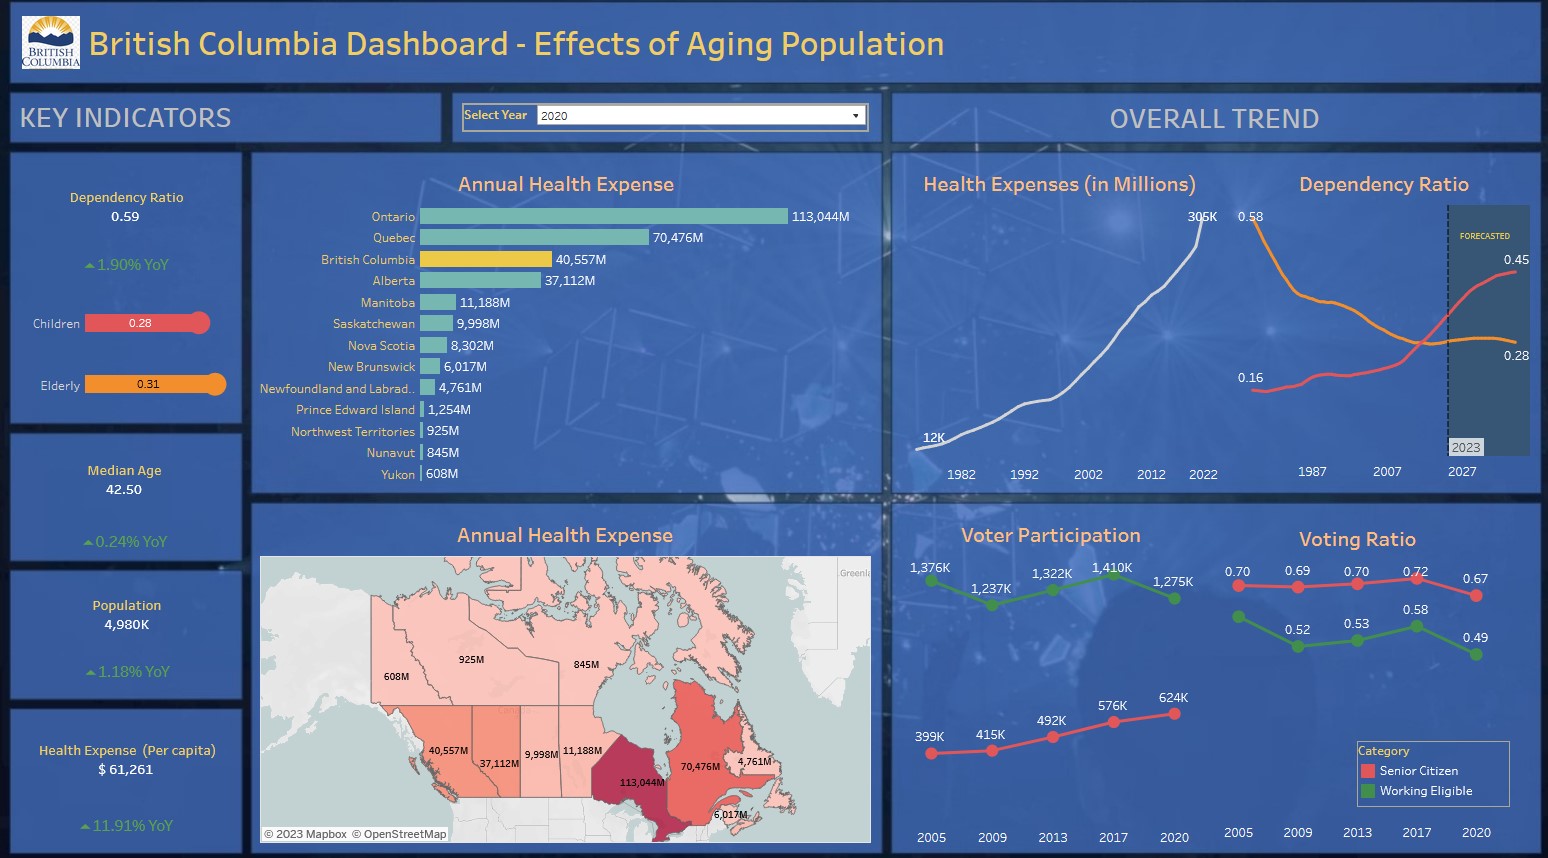 BRITISH
COLUMBIA
British Columbia Dashboard - Effects of Aging Population
KEY INDICATORS
Select Year 2020
OVERALL TREND
Dependency Ratio
0.59
1.90% YoY
Children 0.28
Elderly 0.31
Median Age
42.50
0.24% YoY
Population
4,980K
1.18% YoY
Health Expense (Per capita)
$ 61,261
11.91% YoY
Annual Health Expense
Ontario 113,044M
Quebec 70,476M
British Columbia 40,557M
Alberta 37,112M
Manitoba 11,188M
Saskatchewan 9,998M
Nova Scotia 8,302M
New Brunswick 6,017M
Newfoundland and Labrad.. 4,761M
Prince Edward Island 1,254M
Northwest Territories 925M
Nunavut 845M
Yukon 608M
Annual Health Expense
Greenla
925M
845M
608M
40,557M
37,112M
9,998M
11,188M
113,044M
70,476M
4,761M
6,017M
© 2023 Mapbox © OpenStreetMap
Health Expenses (in Millions)
305K
12K
1982 1992 2002 2012 2022
Dependency Ratio
0.58
FORECASTED
0.45
0.28
0.16
2023
1987 2007 2027
Voter Participation
1,376K 1,237K 1,322K 1,410K 1,275K
399K 415K 492K 576K 624K
2005 2009 2013 2017 2020
Voting Ratio
0.70 0.69 0.70 0.72 0.67
0.52 0.53 0.58 0.49
Category
Senior Citizen
Working Eligible
2005 2009 2013 2017 2020